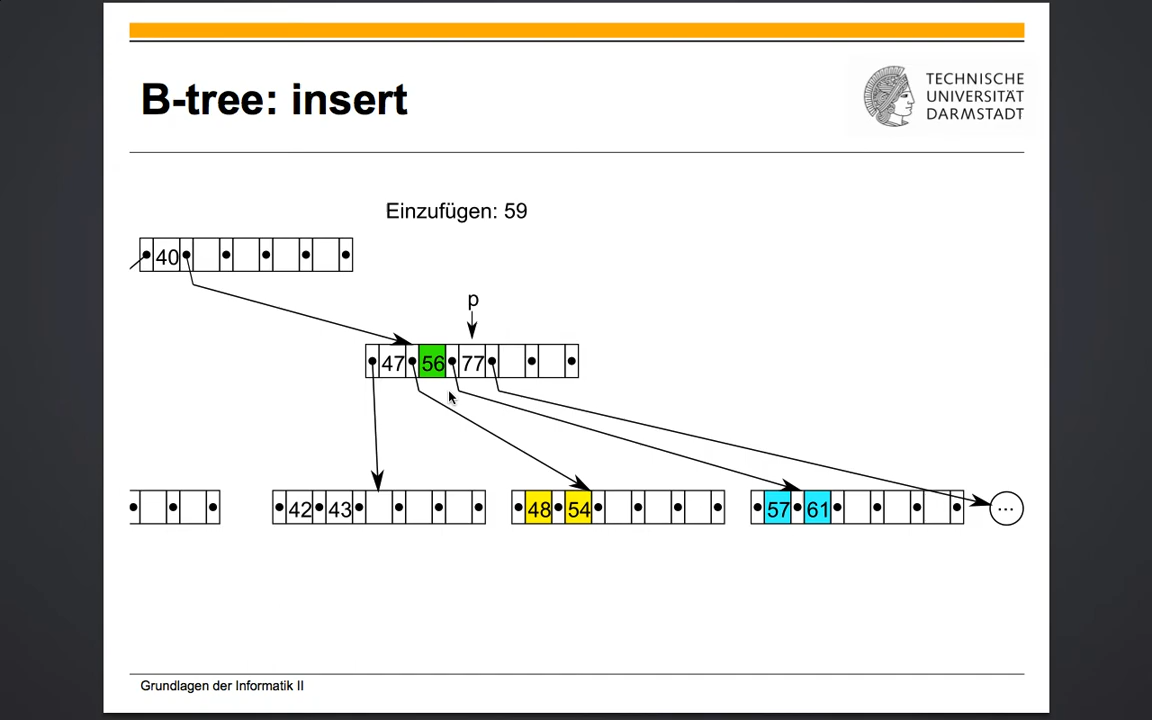 B-tree: insert
TECHNISCHE
UNIVERSITÄT
DARMSTADT
Einzufügen: 59
40
p
47 56 77
42 43 48 54 57 61 ...
Grundlagen der Informatik II